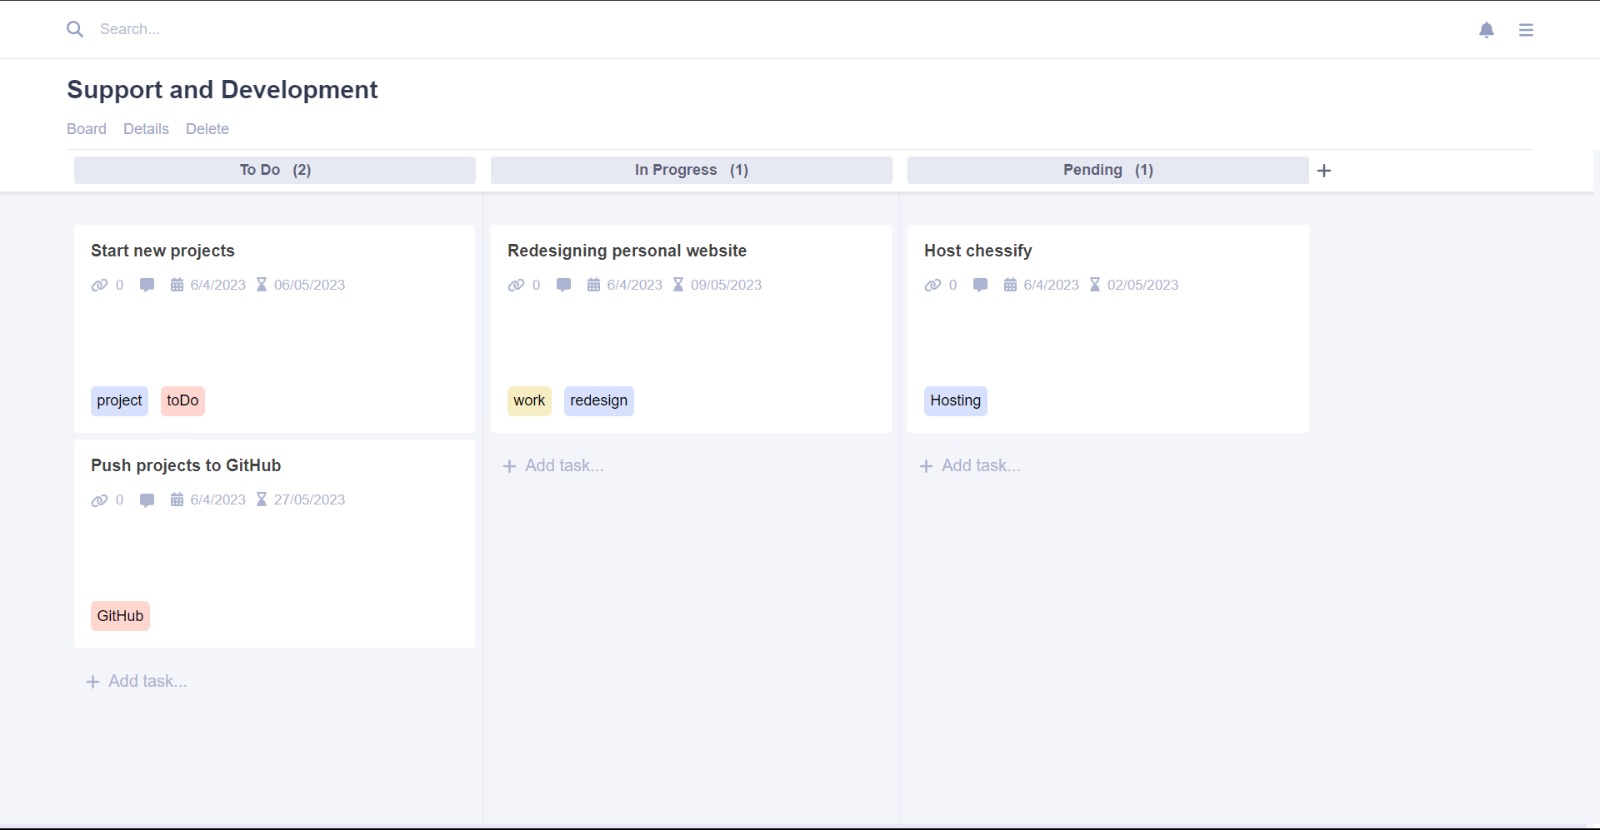 Search...
Support and Development
Board Details Delete
To Do (2)
In Progress (1)
Pending (1)
Start new projects
0 6/4/2023 06/05/2023
project toDo
Push projects to GitHub
0 6/4/2023 27/05/2023
GitHub
Add task...
Redesigning personal website
0 6/4/2023 09/05/2023
work redesign
Add task...
Host chessify
0 6/4/2023 02/05/2023
Hosting
Add task...